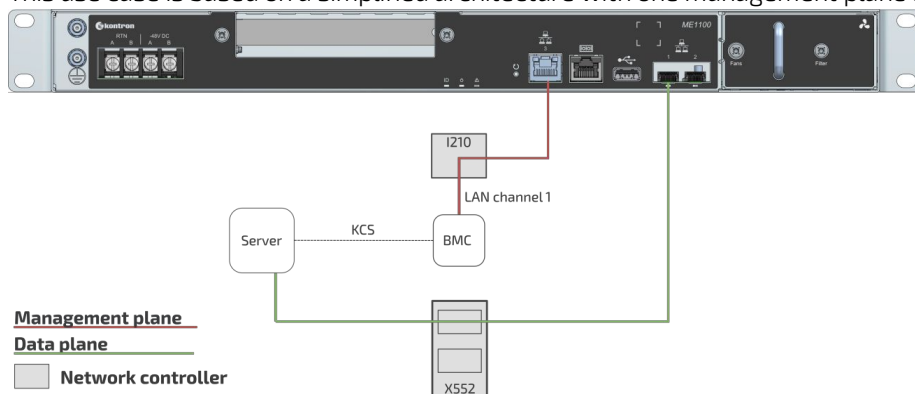 This use case is based on a simplified architecture with one management plane
kontron
RTN
-48V DC
A B A B
ME1100
3
1 2
Fans
Filter
I210
LAN channel 1
Server
KCS
BMC
Management plane
Data plane
Network controller
X552